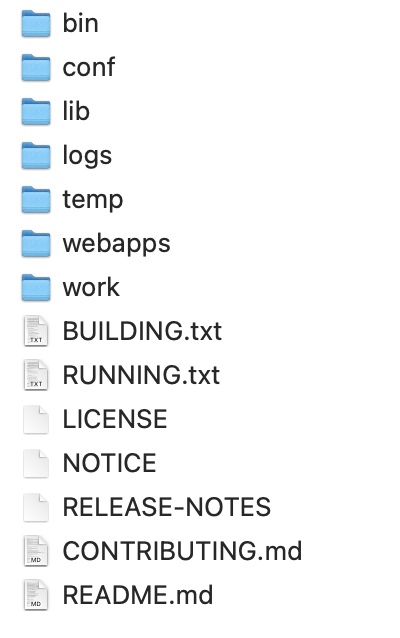 bin
conf
lib
logs
temp
webapps
work
TXT
BUILDING.txt
TXT
RUNNING.txt
LICENSE
NOTICE
RELEASE-NOTES
MD
CONTRIBUTING.md
MD
README.md